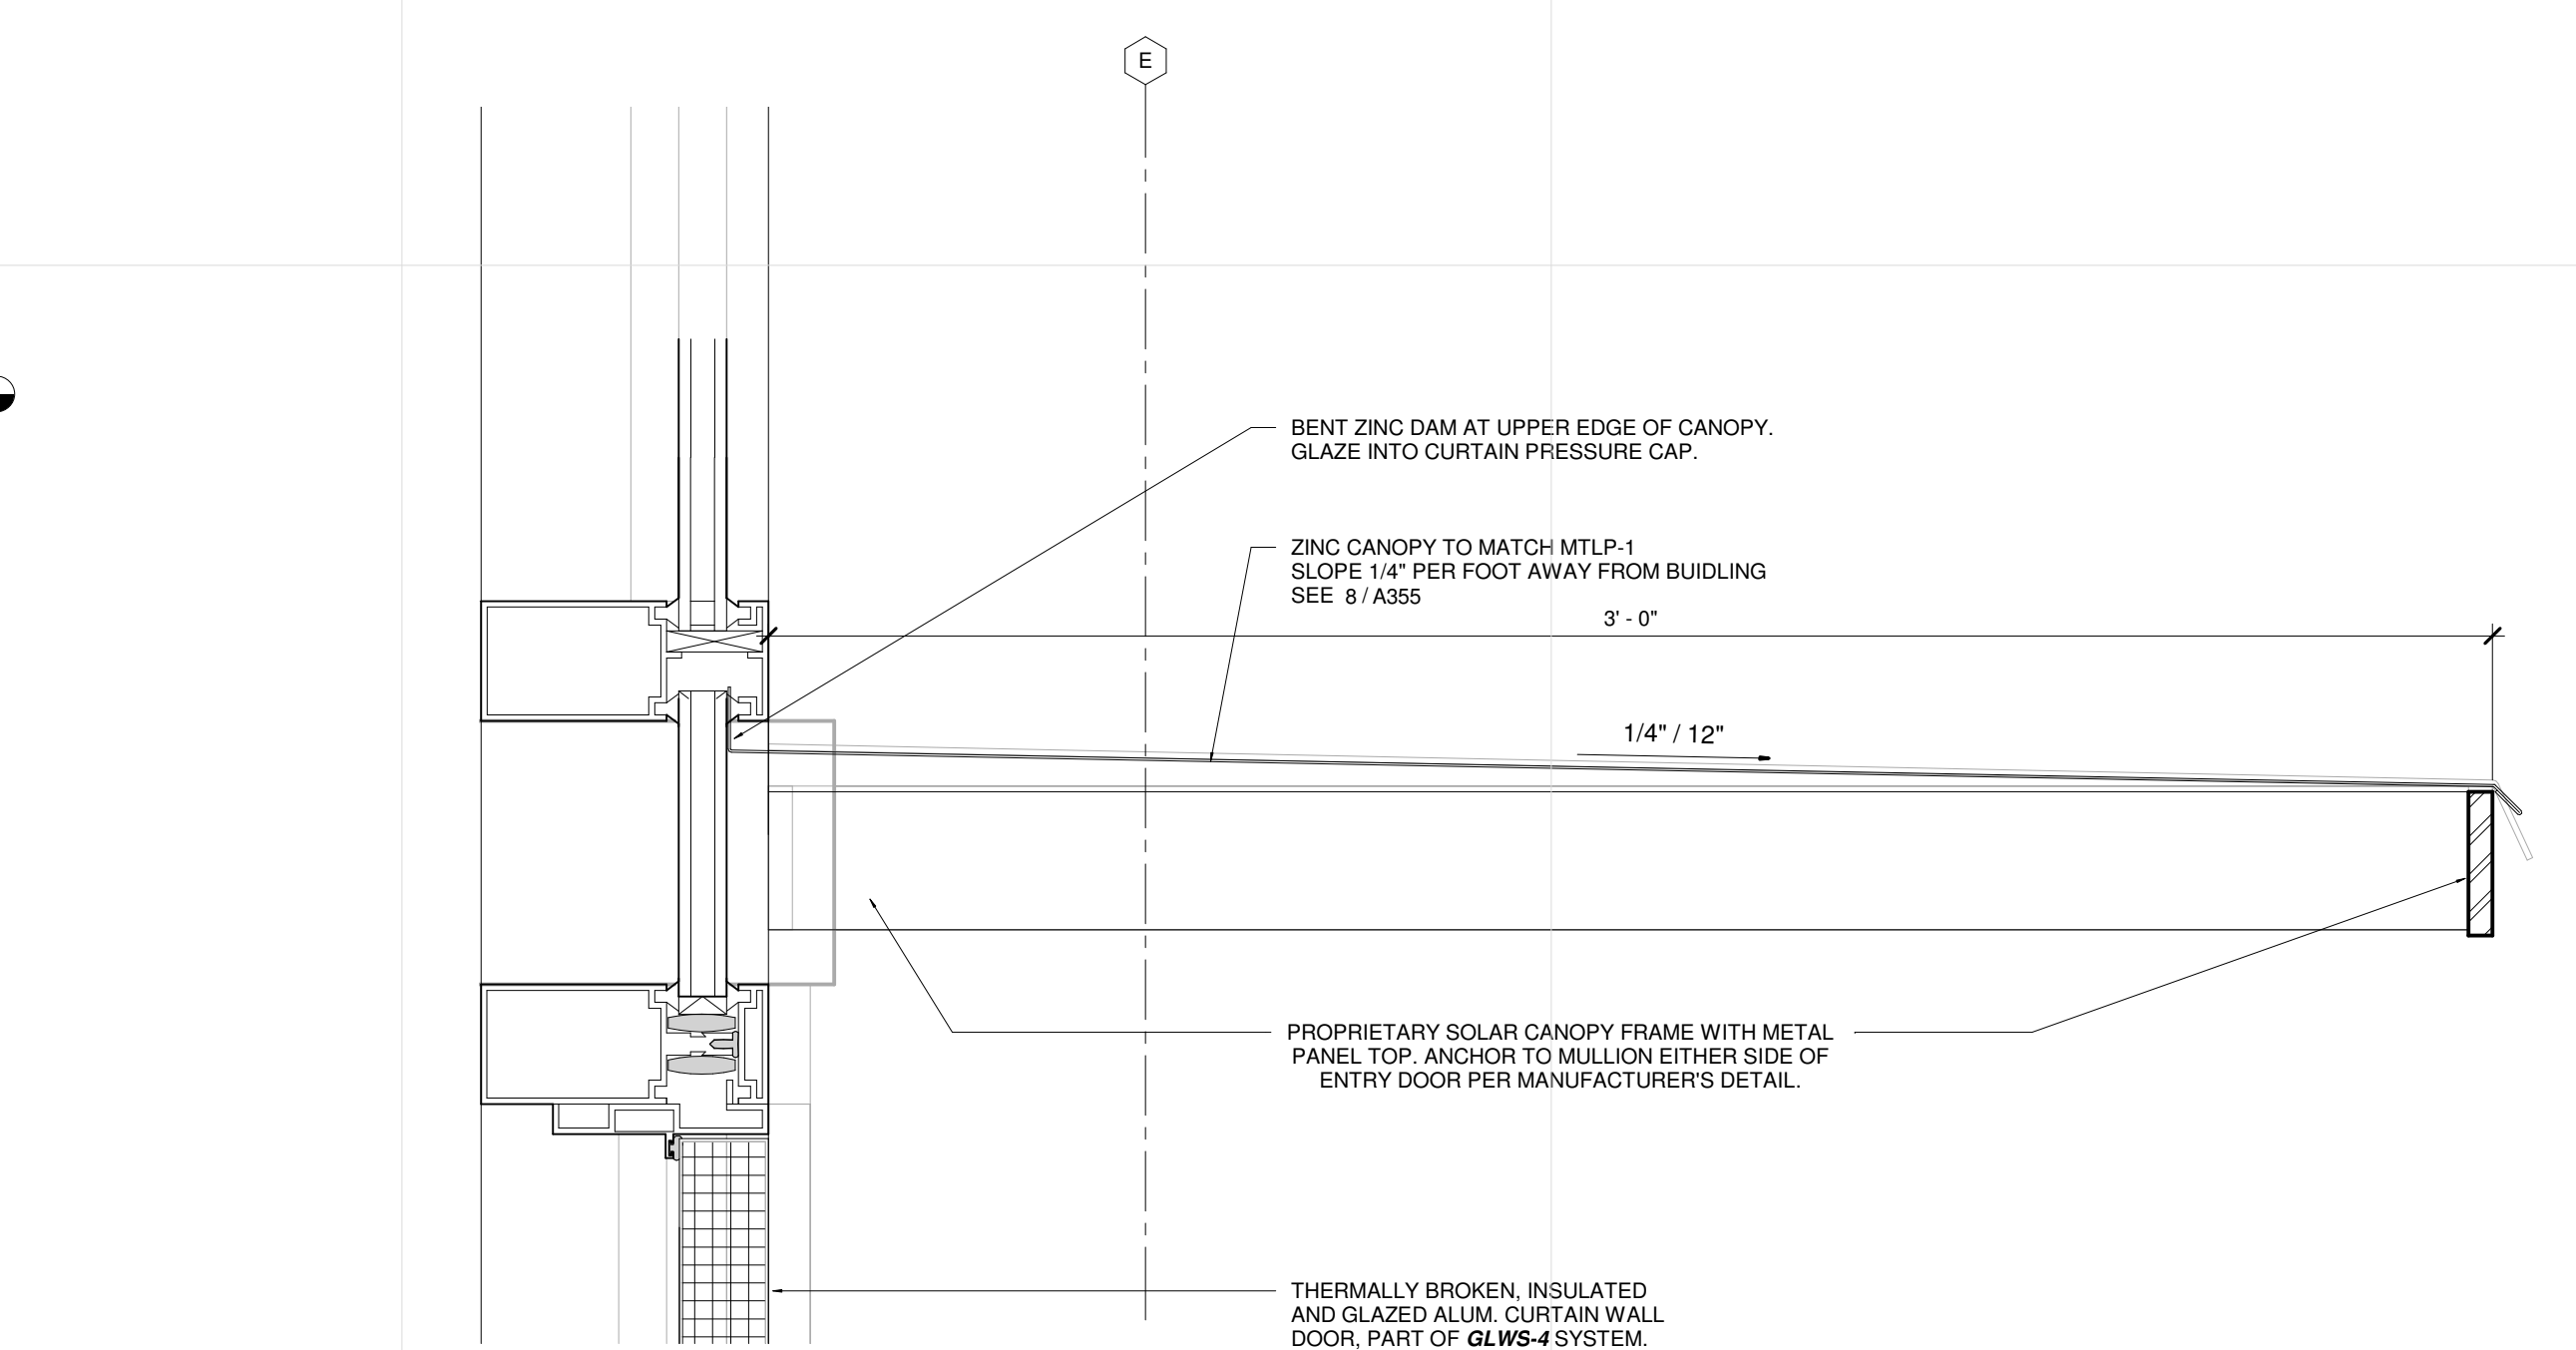 E
BENT ZINC DAM AT UPPER EDGE OF CANOPY.
GLAZE INTO CURTAIN PRESSURE CAP.
ZINC CANOPY TO MATCH MTLP-1
SLOPE 1/4" PER FOOT AWAY FROM BUIDLING
SEE 8 / A355
3' - 0"
1/4" / 12"
PROPRIETARY SOLAR CANOPY FRAME WITH METAL
PANEL TOP. ANCHOR TO MULLION EITHER SIDE OF
ENTRY DOOR PER MANUFACTURER'S DETAIL.
THERMALLY BROKEN, INSULATED
AND GLAZED ALUM. CURTAIN WALL
DOOR, PART OF GLWS-4 SYSTEM.